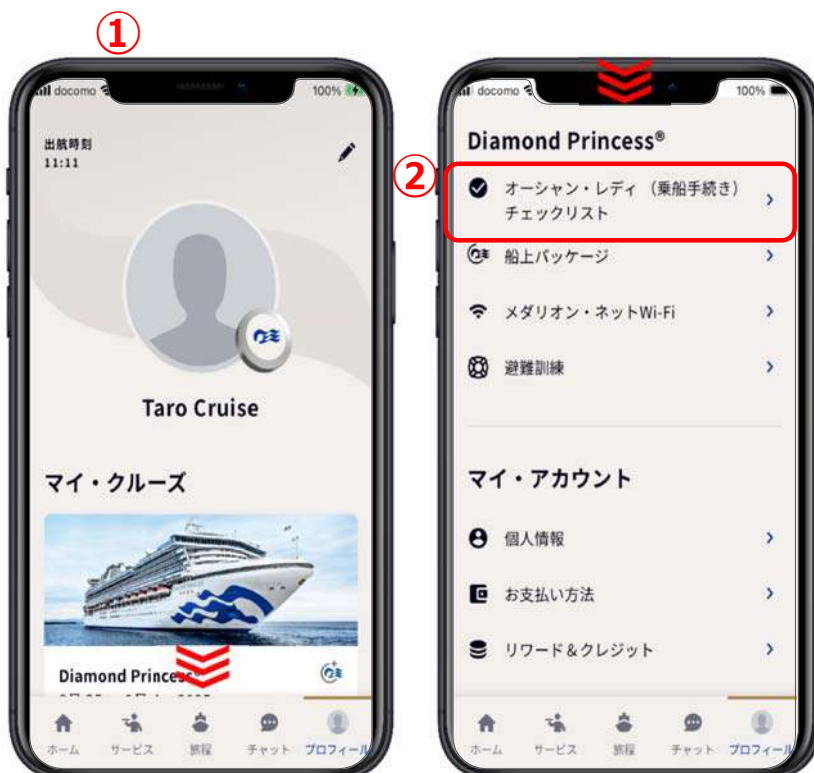 ①
docomo
100%
出航時刻
11:11
Taro Cruise
マイ・クルーズ
Diamond Princess®
ホーム
サービス
旅程
チャット
プロフィール
docomo
100%
Diamond Princess®
②
オーシャン・レディ (乗船手続き)
チェックリスト
船上パッケージ
メダリオン・ネットWi-Fi
避難訓練
マイ・アカウント
個人情報
お支払い方法
リワード&クレジット
ホーム
サービス
旅程
チャット
プロフィール